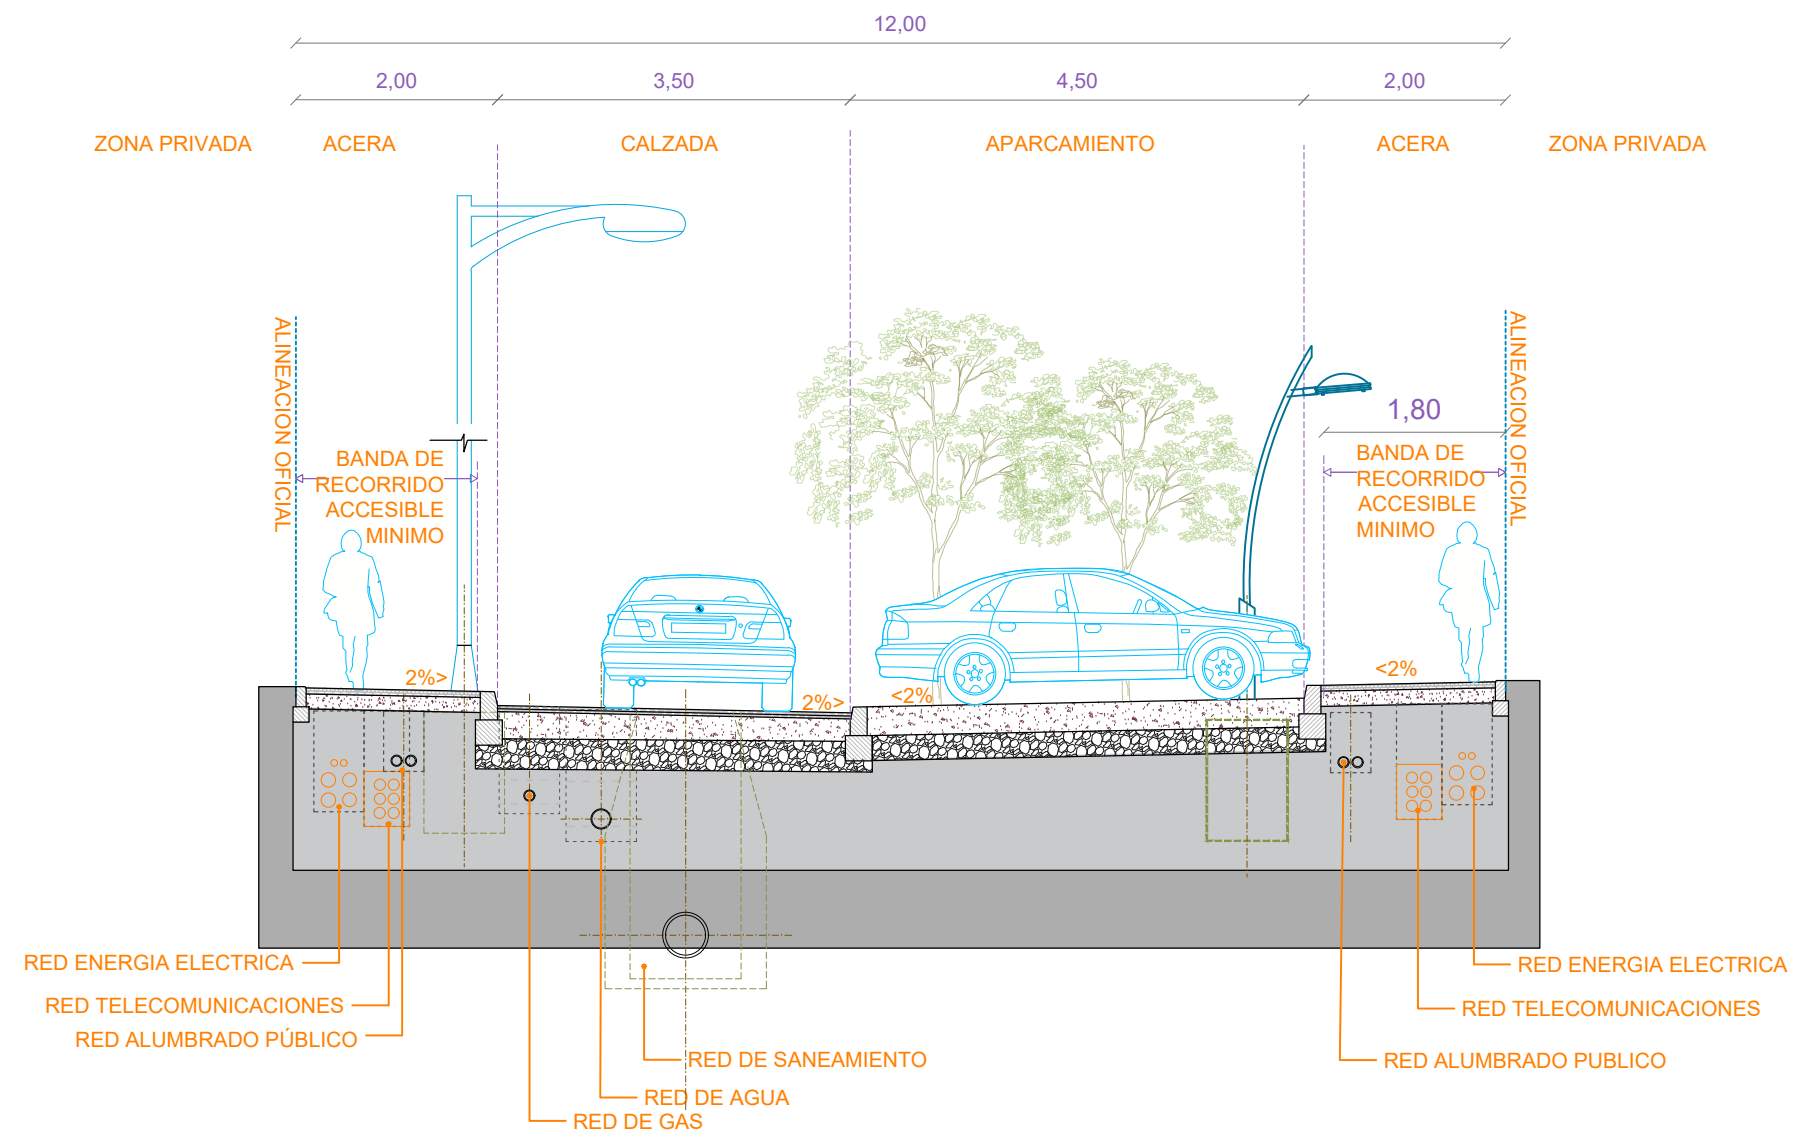 12,00
2,00
3,50
4,50
2,00
ZONA PRIVADA
ACERA
CALZADA
APARCAMIENTO
ACERA
ZONA PRIVADA
ALINEACION OFICIAL
ALINEACION OFICIAL
1,80
BANDA DE
RECORRIDO
ACCESIBLE
MINIMO
BANDA DE
RECORRIDO
ACCESIBLE
MINIMO
2%>
2%>
<2%
<2%
RED ENERGIA ELECTRICA
RED TELECOMUNICACIONES
RED ALUMBRADO PÚBLICO
RED DE SANEAMIENTO
RED DE AGUA
RED DE GAS
RED ENERGIA ELECTRICA
RED TELECOMUNICACIONES
RED ALUMBRADO PUBLICO